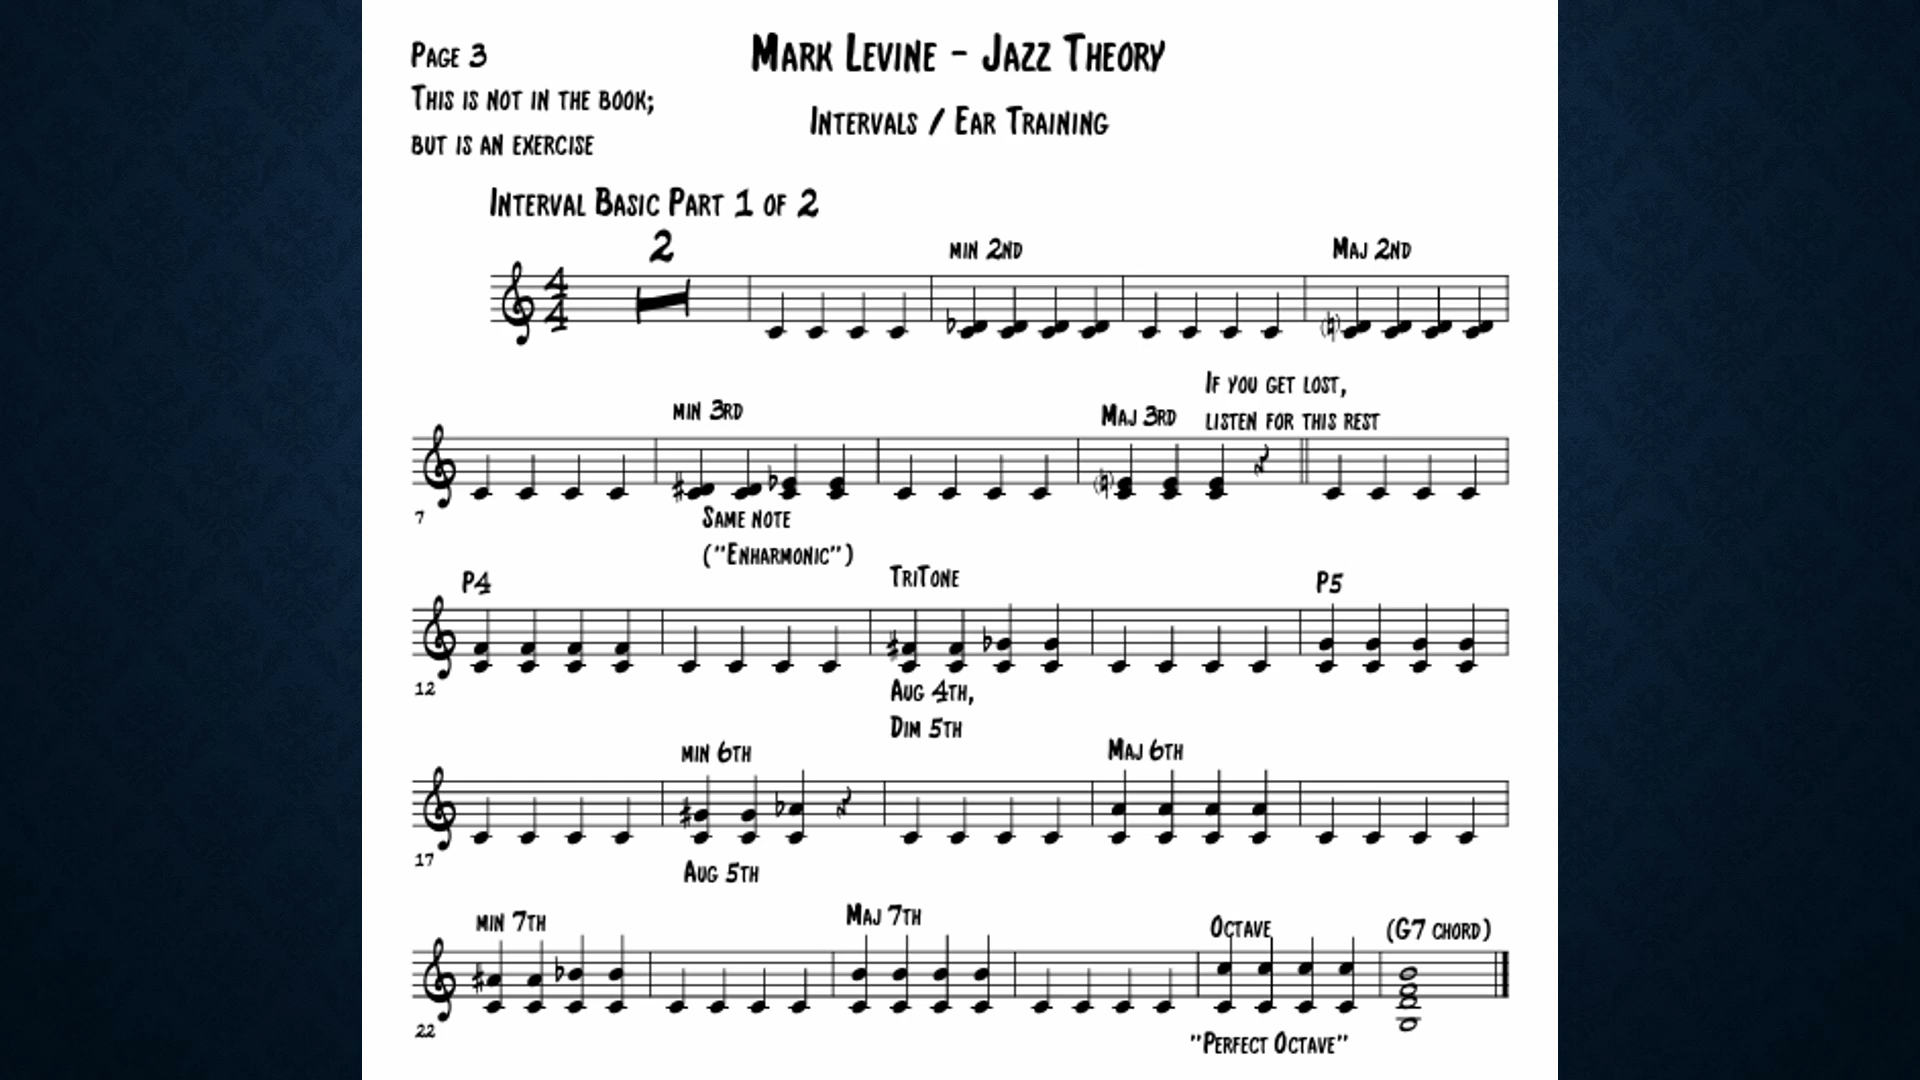 Page 3
Mark Levine - Jazz Theory
This is not in the book;
but is an exercise
Intervals / Ear Training
Interval Basic Part 1 of 2
2
min 2nd
Maj 2nd
4
4
If you get lost,
listen for this rest
min 3rd
Maj 3rd
7
Same note
("Enharmonic")
P4
TriTone
P5
12
Aug 4th,
Dim 5th
min 6th
Maj 6th
17
Aug 5th
min 7th
Maj 7th
Octave
(G7 chord)
22
"Perfect Octave"